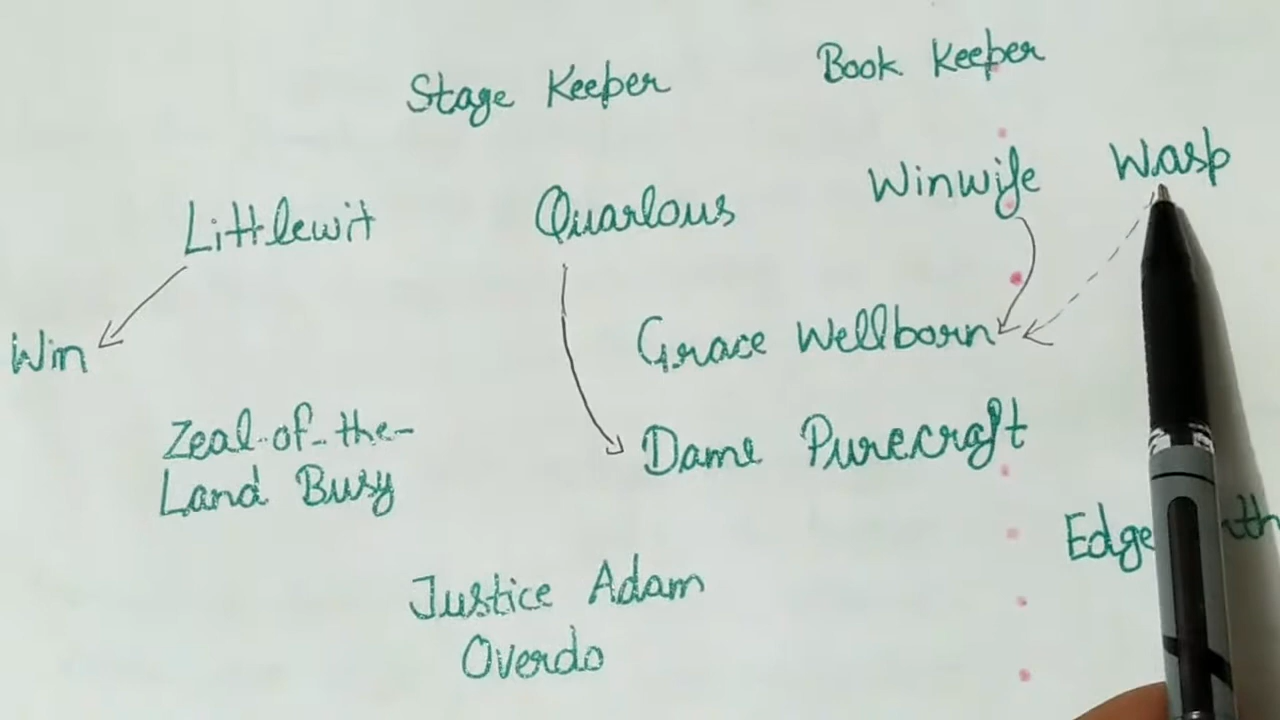 Stage Keeper
Book Keeper
Littlewit
Quarlous
Winwife
Wasp
Win
Grace Wellborn
Zeal-of-the-
Land Busy
Dame Purecraft
Justice Adam
Overdo